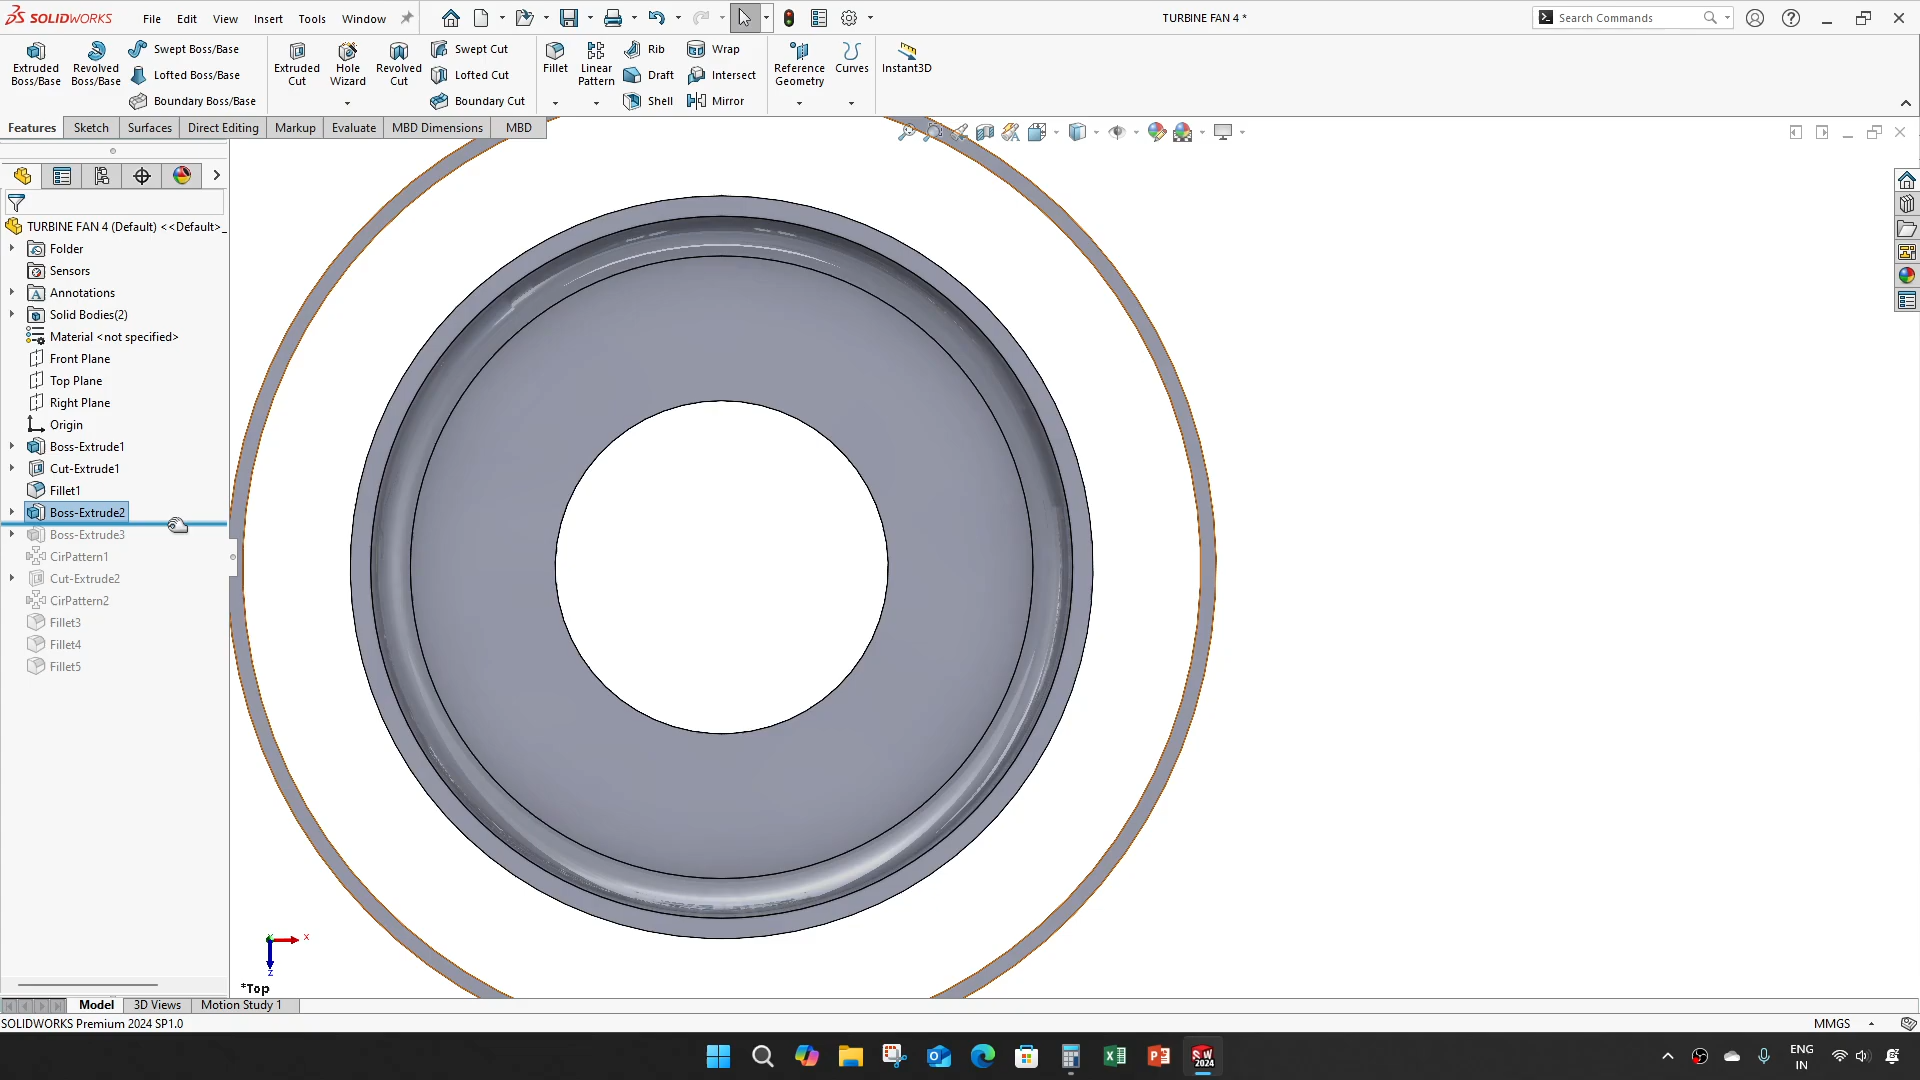 SOLIDWORKS File Edit View Insert Tools Window TURBINE FAN 4 * Search Commands
Extruded Boss/Base
Revolved Boss/Base
Swept Boss/Base
Lofted Boss/Base
Boundary Boss/Base
Extruded Cut
Hole Wizard
Revolved Cut
Swept Cut
Lofted Cut
Boundary Cut
Fillet
Linear Pattern
Rib
Draft
Shell
Wrap
Intersect
Mirror
Reference Geometry
Curves
Instant3D
Features Sketch Surfaces Direct Editing Markup Evaluate MBD Dimensions MBD
TURBINE FAN 4 (Default) <<Default>_
Folder
Sensors
Annotations
Solid Bodies(2)
Material <not specified>
Front Plane
Top Plane
Right Plane
Origin
Boss-Extrude1
Cut-Extrude1
Fillet1
Boss-Extrude2
Boss-Extrude3
CirPattern1
Cut-Extrude2
CirPattern2
Fillet3
Fillet4
Fillet5
X
Z
*Top
Model 3D Views Motion Study 1
SOLIDWORKS Premium 2024 SP1.0 MMGS
SW 2024
ENG
IN